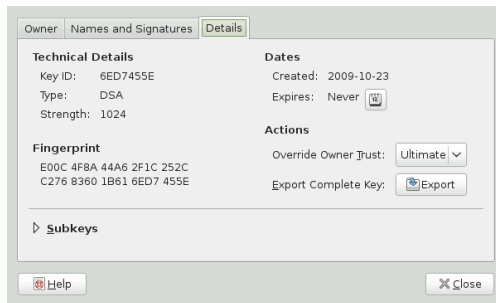 Owner Names and Signatures Details
Technical Details
Key ID: 6ED7455E
Type: DSA
Strength: 1024
Fingerprint
E00C 4F8A 44A6 2F1C 252C
C276 8360 1B61 6ED7 455E
Dates
Created: 2009-10-23
Expires: Never 12
Actions
Override Owner Trust: Ultimate
Export Complete Key: Export
Subkeys
Help
Close